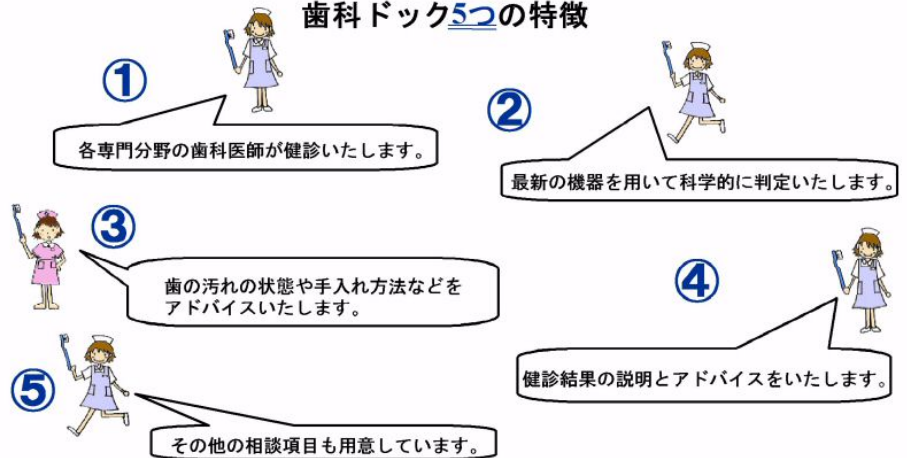 歯科ドック5つの特徴
①
各専門分野の歯科医師が健診いたします。
②
最新の機器を用いて科学的に判定いたします。
③
歯の汚れの状態や手入れ方法などを
アドバイスいたします。
④
健診結果の説明とアドバイスをいたします。
⑤
その他の相談項目も用意しています。